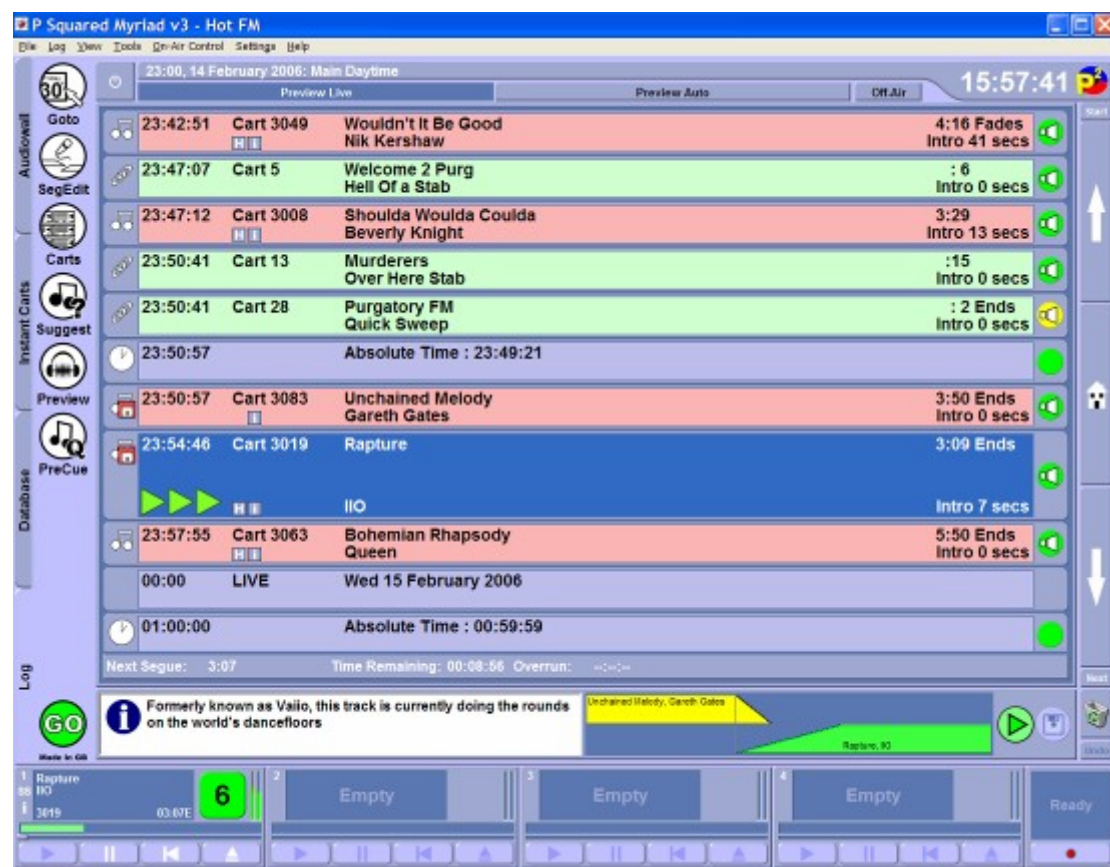 P Squared Myriad v3 - Hot FM
File Log View Tools On-Air Control Settings Help
23:00, 14 February 2006: Main Daytime
15:57:41
Preview Live Preview Auto Off Air
Start
Audiowall
Instant Carts
Database
Log
30
Goto
SegEdit
Carts
Suggest
Preview
PreCue
23:42:51 Cart 3049 Wouldn't It Be Good 4:16 Fades
H i Nik Kershaw Intro 41 secs
23:47:07 Cart 5 Welcome 2 Purg : 6
Hell Of a Stab Intro 0 secs
23:47:12 Cart 3008 Shoulda Woulda Coulda 3:29
H i Beverly Knight Intro 13 secs
23:50:41 Cart 13 Murderers :15
Over Here Stab Intro 0 secs
23:50:41 Cart 28 Purgatory FM : 2 Ends
Quick Sweep Intro 0 secs
23:50:57 Absolute Time : 23:49:21
23:50:57 Cart 3083 Unchained Melody 3:50 Ends
i Gareth Gates Intro 0 secs
23:54:46 Cart 3019 Rapture 3:09 Ends
H i IIO Intro 7 secs
23:57:55 Cart 3063 Bohemian Rhapsody 5:50 Ends
H i Queen Intro 0 secs
00:00 LIVE Wed 15 February 2006
01:00:00 Absolute Time : 00:59:59
Next Segue: 3:07 Time Remaining: 00:08:56 Overrun: --:--:--
Next
GO
Made In GB
Formerly known as Vaiio, this track is currently doing the rounds
on the world's dancefloors
Unchained Melody, Gareth Gates
Rapture, IIO
Undo
1 Rapture
IIO
3019 03:07E
6
2 Empty
3 Empty
4 Empty
Ready